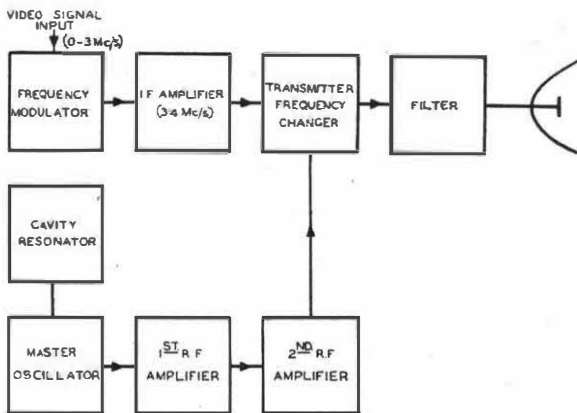 VIDEO SIGNAL
INPUT
(0-3Mc/s)
FREQUENCY
MODULATOR
I F AMPLIFIER
(34 Mc/s)
TRANSMITTER
FREQUENCY
CHANGER
FILTER
CAVITY
RESONATOR
MASTER
OSCILLATOR
1ST R.F
AMPLIFIER
2ND R.F
AMPLIFIER